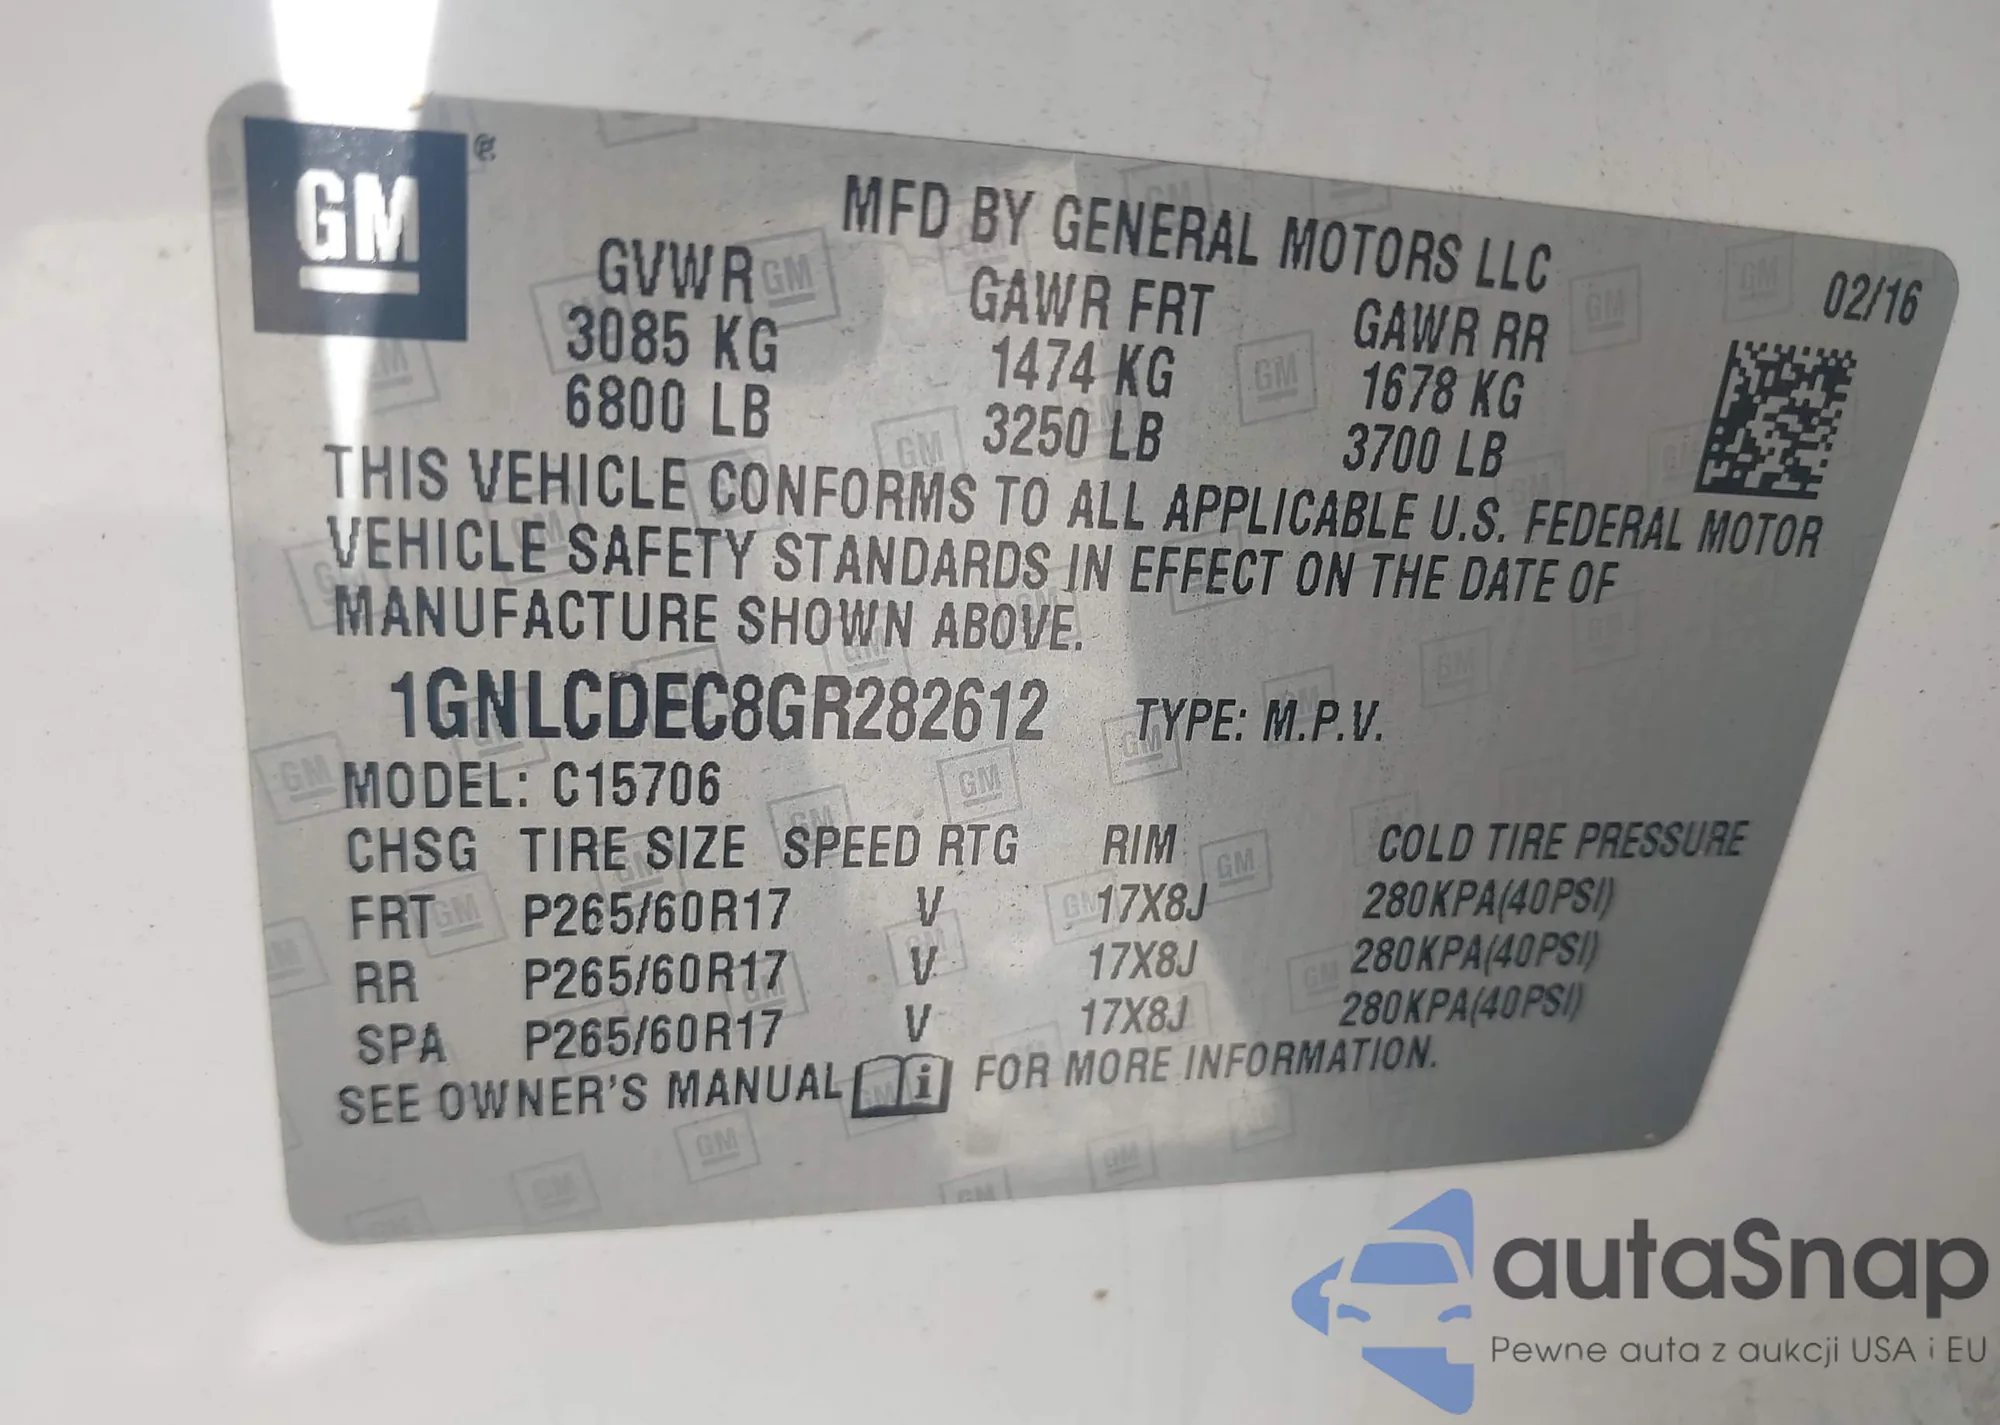 GM
MFD BY GENERAL MOTORS LLC
02/16
GVWR GAWR FRT GAWR RR
3085 KG 1474 KG 1678 KG
6800 LB 3250 LB 3700 LB
THIS VEHICLE CONFORMS TO ALL APPLICABLE U.S. FEDERAL MOTOR
VEHICLE SAFETY STANDARDS IN EFFECT ON THE DATE OF
MANUFACTURE SHOWN ABOVE.
1GNLCDEC8GR282612 TYPE: M.P.V.
MODEL: C15706
CHSG TIRE SIZE SPEED RTG RIM COLD TIRE PRESSURE
FRT P265/60R17 V 17X8J 280KPA(40PSI)
RR P265/60R17 V 17X8J 280KPA(40PSI)
SPA P265/60R17 V 17X8J 280KPA(40PSI)
SEE OWNER'S MANUAL i FOR MORE INFORMATION.
autaSnap
Pewne auta z aukcji USA i EU